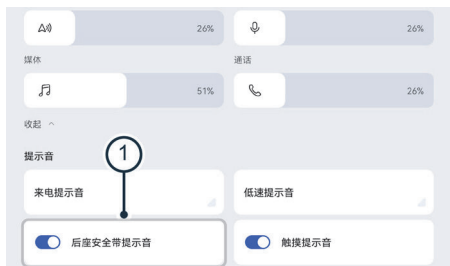 26% 26%
媒体 通话
51% 26%
收起
提示音
1
来电提示音 低速提示音
后座安全带提示音 触摸提示音